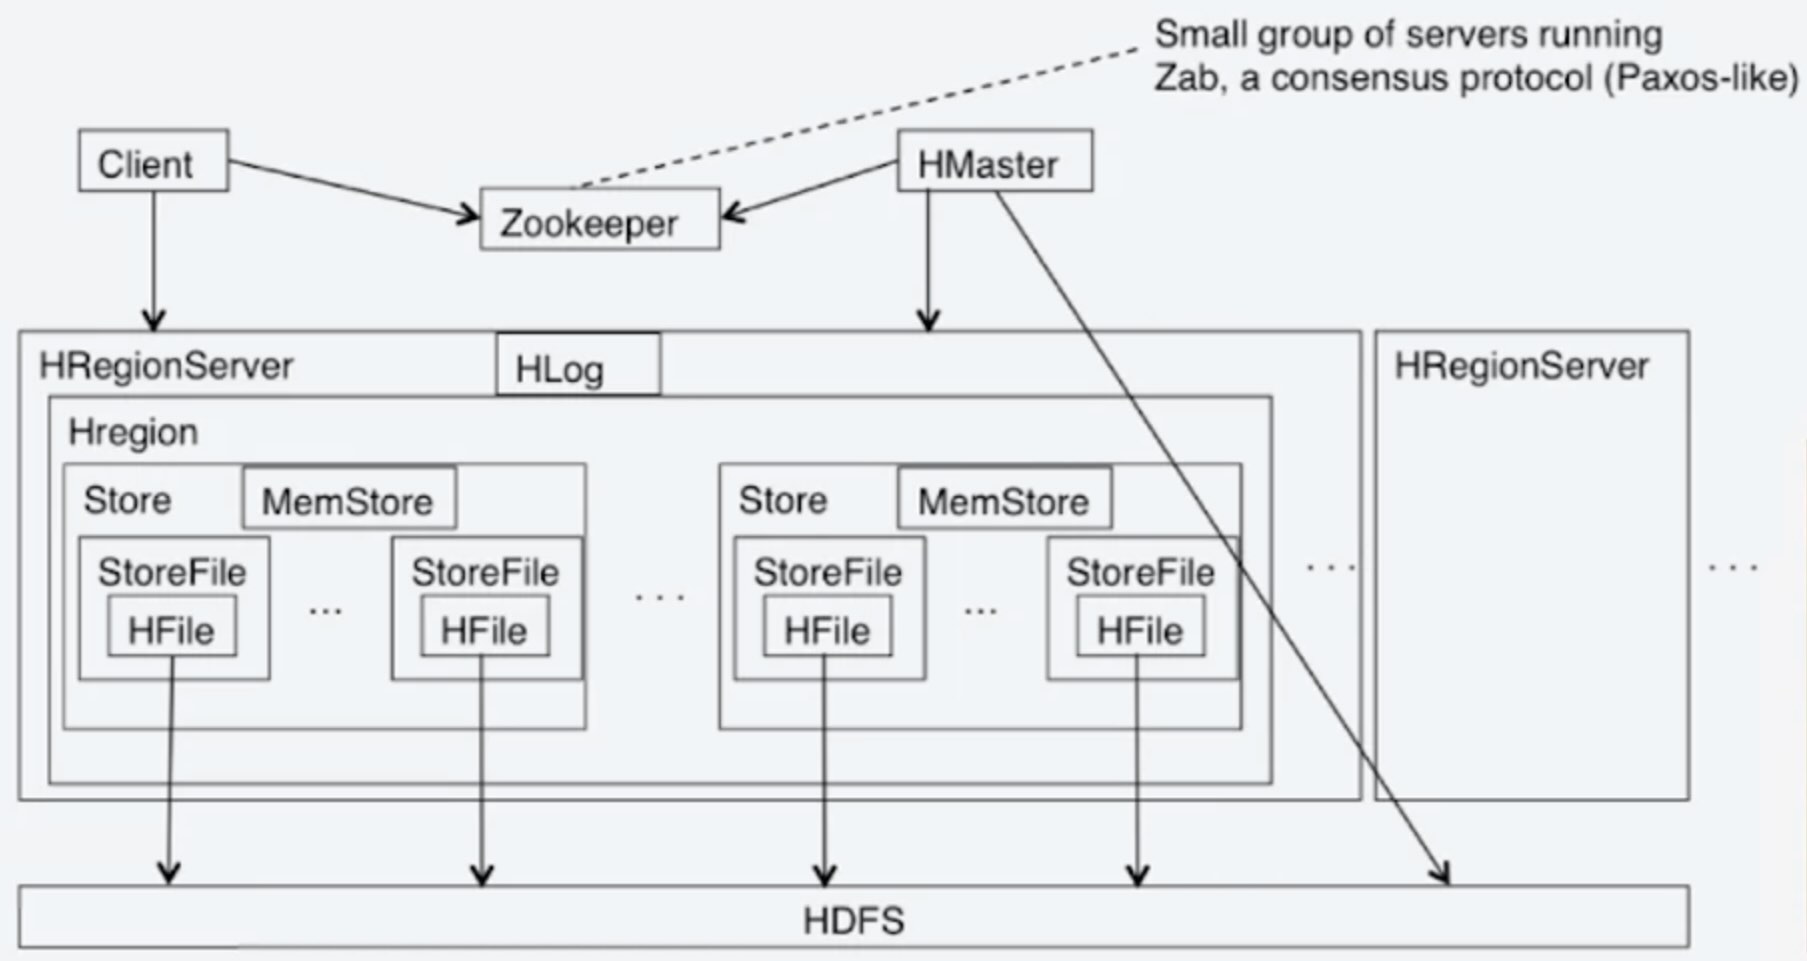 Small group of servers running
Zab, a consensus protocol (Paxos-like)
Client
HMaster
Zookeeper
HRegionServer
HLog
HRegionServer
Hregion
Store
MemStore
Store
MemStore
StoreFile
StoreFile
StoreFile
StoreFile
...
...
...
...
...
HFile
HFile
HFile
HFile
HDFS